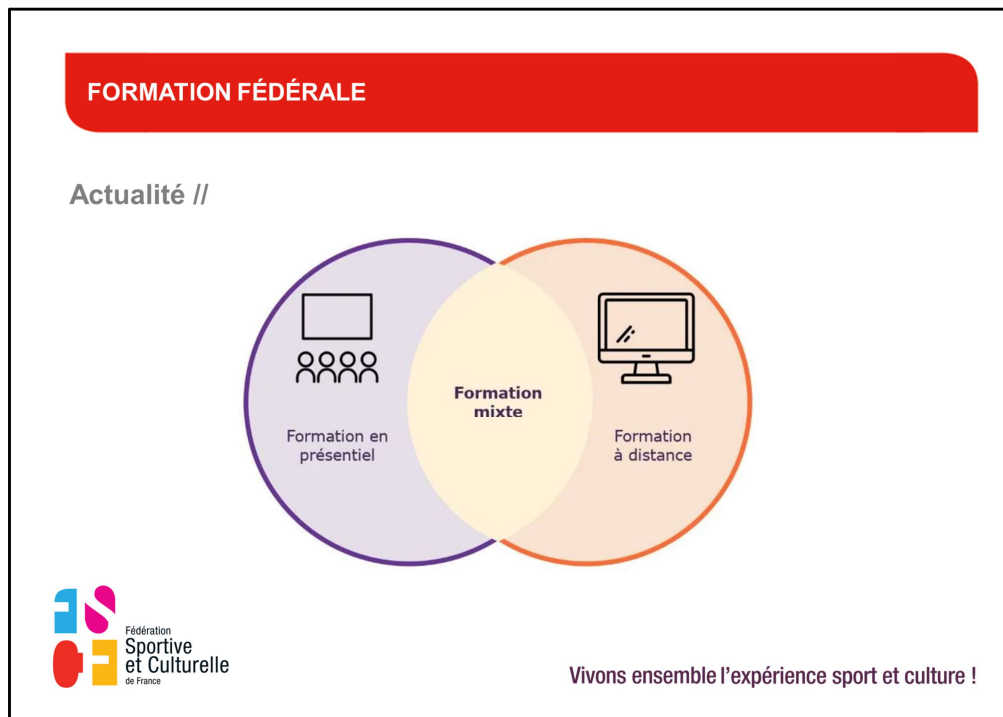 FORMATION FÉDÉRALE
Actualité //
Formation en
présentiel
Formation
mixte
Formation
à distance
Fédération
Sportive
et Culturelle
de France
Vivons ensemble l'expérience sport et culture !